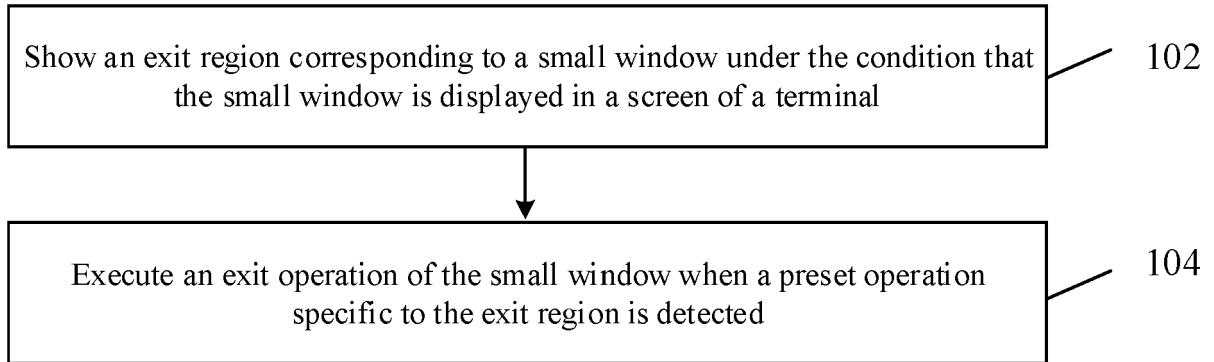 Show an exit region corresponding to a small window under the condition that
the small window is displayed in a screen of a terminal
102
Execute an exit operation of the small window when a preset operation
specific to the exit region is detected
104